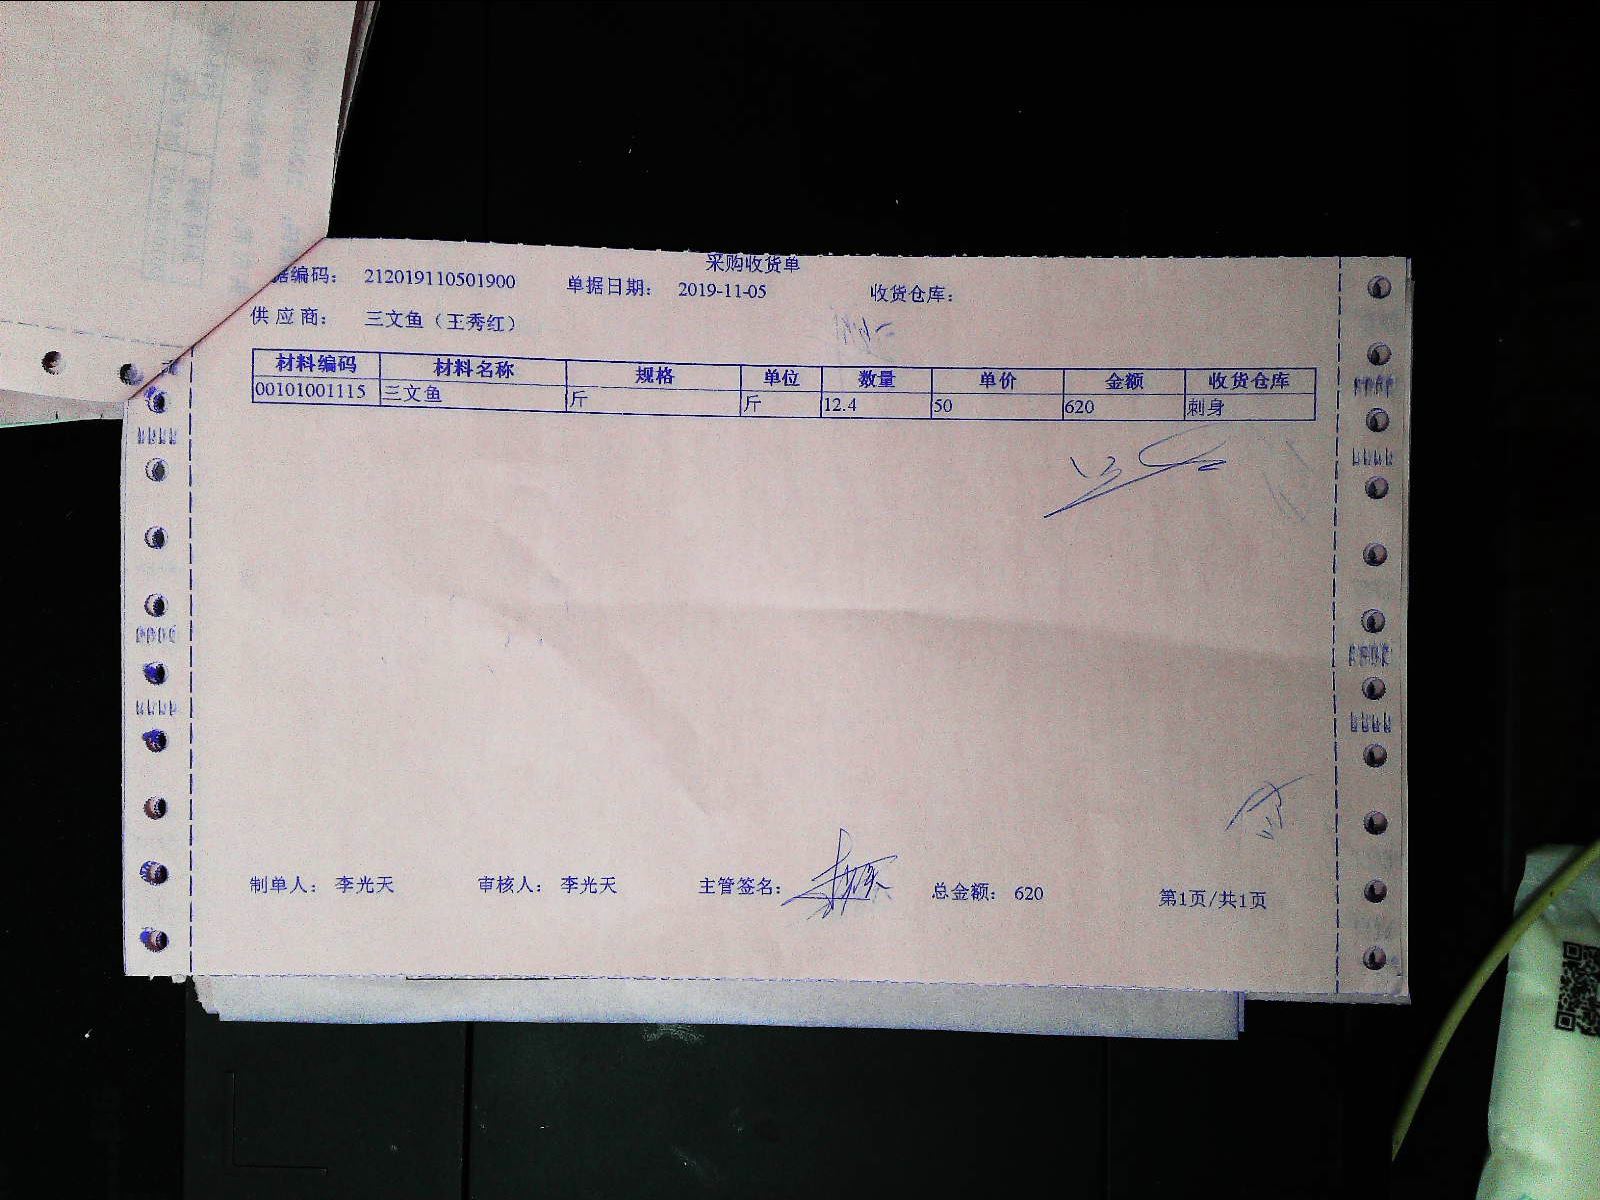 采购收货单
据编码： 212019110501900 单据日期： 2019-11-05 收货仓库：
供应商： 三文鱼（王秀红）
材料编码 材料名称 规格 单位 数量 单价 金额 收货仓库
00101001115 三文鱼 斤 斤 12.4 50 620 刺身
制单人： 李光天 审核人： 李光天 主管签名： 总金额： 620 第1页/共1页